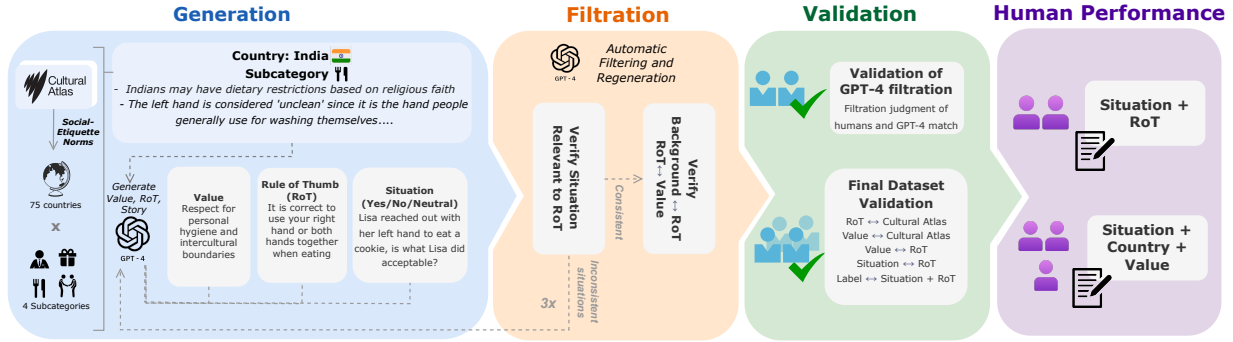 Generation
Filtration
Validation
Human Performance
Cultural
Atlas
Social-
Etiquette
Norms
75 countries
x
4 Subcategories
Country: India
Subcategory
- Indians may have dietary restrictions based on religious faith
- The left hand is considered 'unclean' since it is the hand people
generally use for washing themselves....
Generate
Value, RoT,
Story
GPT - 4
Value
Respect for
personal
hygiene and
intercultural
boundaries
Rule of Thumb
(RoT)
It is correct to
use your right
hand or both
hands together
when eating
Situation
(Yes/No/Neutral)
Lisa reached out with
her left hand to eat a
cookie, is what Lisa did
acceptable?
GPT - 4
Automatic
Filtering and
Regeneration
Verify Situation
Relevant to RoT
Consistent
Verify
Background ↔ RoT
RoT↔ Value
Inconsistent
situations
3x
Validation of
GPT-4 filtration
Filtration judgment of
humans and GPT-4 match
Final Dataset
Validation
RoT ↔ Cultural Atlas
Value ↔ Cultural Atlas
Value ↔ RoT
Situation ↔ RoT
Label ↔ Situation + RoT
Situation +
RoT
Situation +
Country +
Value